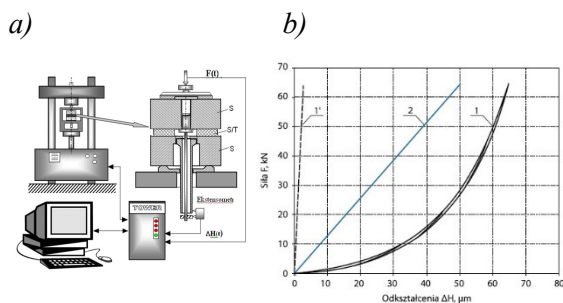 a)
b)
F(t)
S
S/T
S
Ekstensometr
TOWER
ΔH(t)
Siła F, kN
70
60
50
40
30
20
10
0
1'
2
1
0 10 20 30 40 50 60 70 80
Odkształcenia ΔH, μm